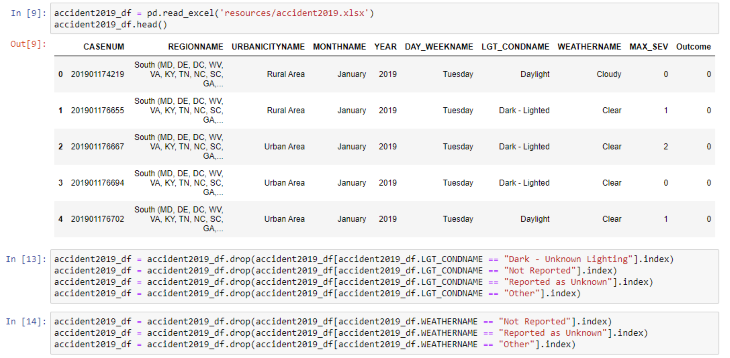 In [9]: accident2019_df = pd.read_excel('resources/accident2019.xlsx')
accident2019_df.head()
Out[9]: CASENUM REGIONNAME URBANICITYNAME MONTHNAME YEAR DAY_WEEKNAME LGT_CONDNAME WEATHERNAME MAX_SEV Outcome
South (MD, DE, DC, WV,
0 201901174219 VA, KY, TN, NC, SC, Rural Area January 2019 Tuesday Daylight Cloudy 0 0
GA,...
South (MD, DE, DC, WV,
1 201901176655 VA, KY, TN, NC, SC, Rural Area January 2019 Tuesday Dark - Lighted Clear 1 0
GA,...
South (MD, DE, DC, WV,
2 201901176667 VA, KY, TN, NC, SC, Urban Area January 2019 Tuesday Dark - Lighted Clear 2 0
GA,...
South (MD, DE, DC, WV,
3 201901176694 VA, KY, TN, NC, SC, Urban Area January 2019 Tuesday Dark - Lighted Clear 0 0
GA,...
South (MD, DE, DC, WV,
4 201901176702 VA, KY, TN, NC, SC, Urban Area January 2019 Tuesday Daylight Clear 1 0
GA,...
In [13]: accident2019_df = accident2019_df.drop(accident2019_df[accident2019_df.LGT_CONDNAME == "Dark - Unknown Lighting"].index)
accident2019_df = accident2019_df.drop(accident2019_df[accident2019_df.LGT_CONDNAME == "Not Reported"].index)
accident2019_df = accident2019_df.drop(accident2019_df[accident2019_df.LGT_CONDNAME == "Reported as Unknown"].index)
accident2019_df = accident2019_df.drop(accident2019_df[accident2019_df.LGT_CONDNAME == "Other"].index)
In [14]: accident2019_df = accident2019_df.drop(accident2019_df[accident2019_df.WEATHERNAME == "Not Reported"].index)
accident2019_df = accident2019_df.drop(accident2019_df[accident2019_df.WEATHERNAME == "Reported as Unknown"].index)
accident2019_df = accident2019_df.drop(accident2019_df[accident2019_df.WEATHERNAME == "Other"].index)